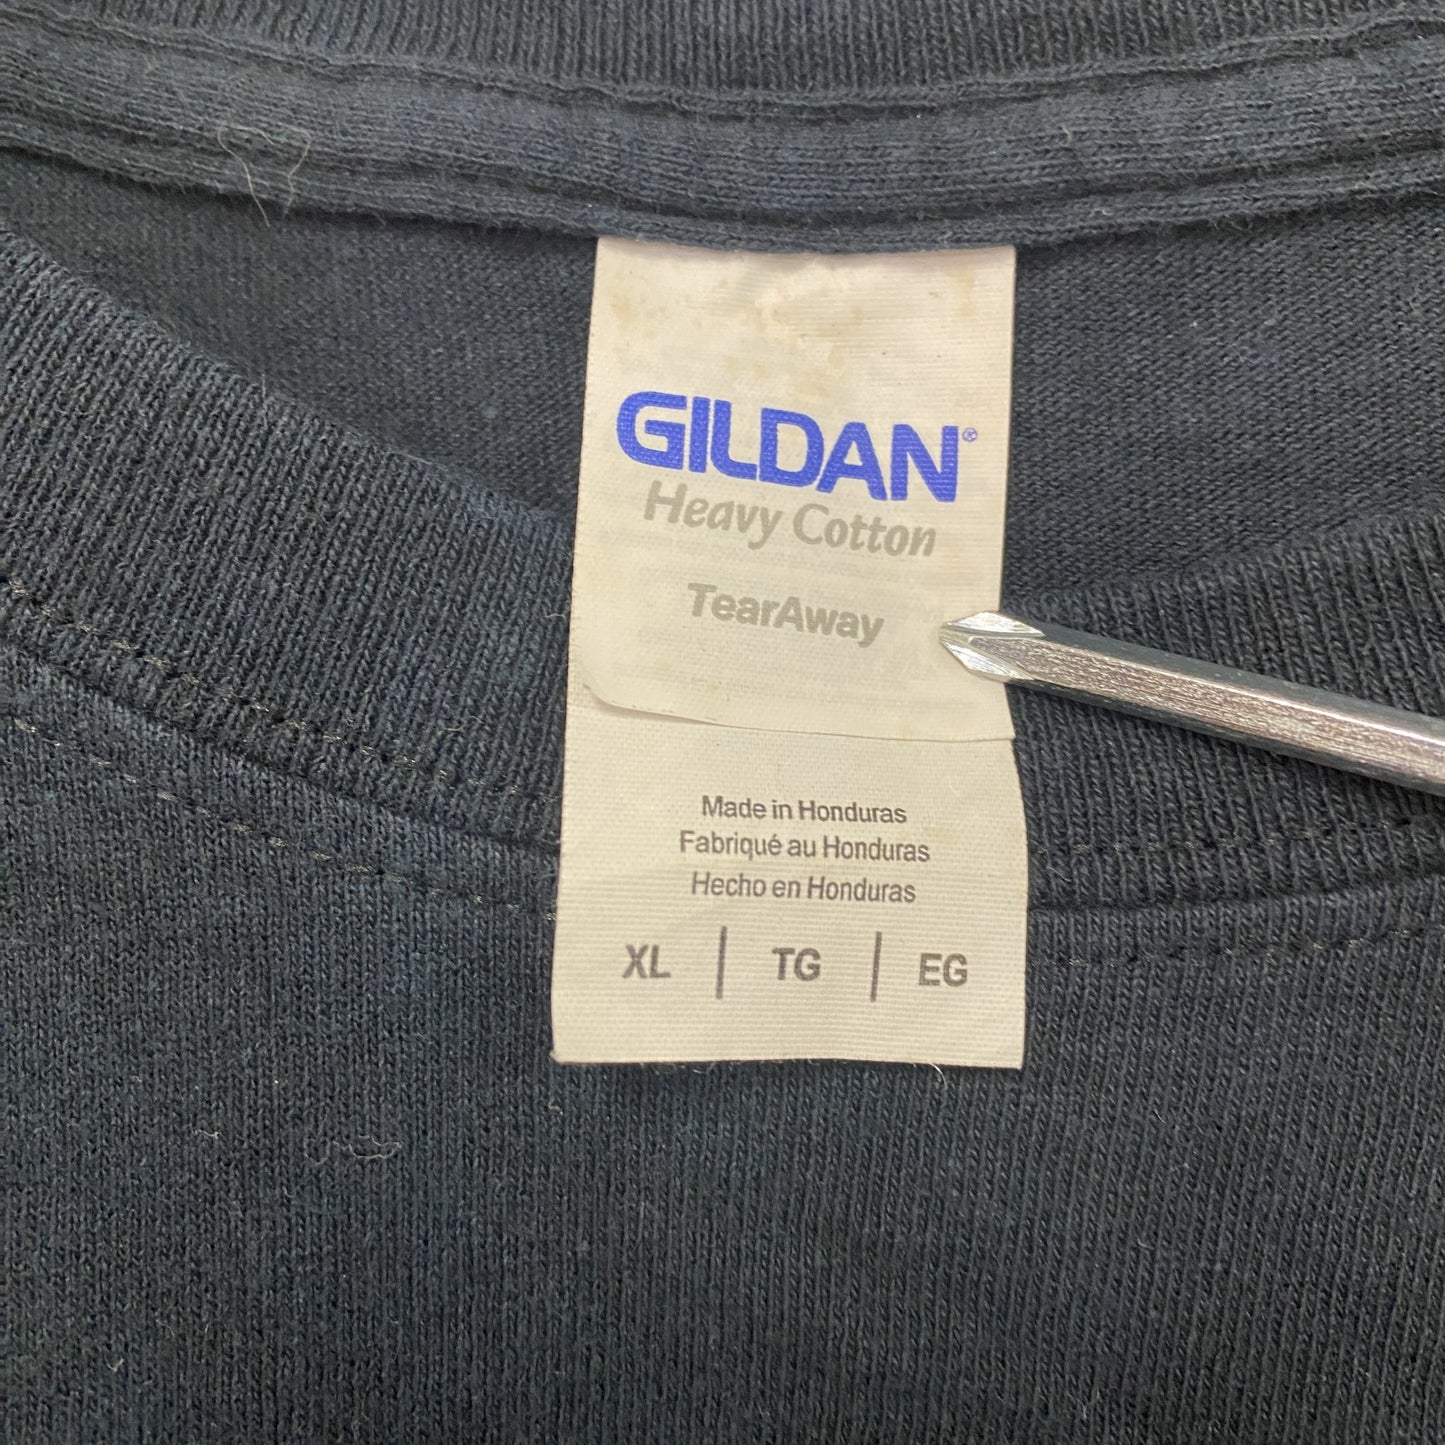 GILDAN®
Heavy Cotton
TearAway
Made in Honduras
Fabriqué au Honduras
Hecho en Honduras
XL | TG | EG